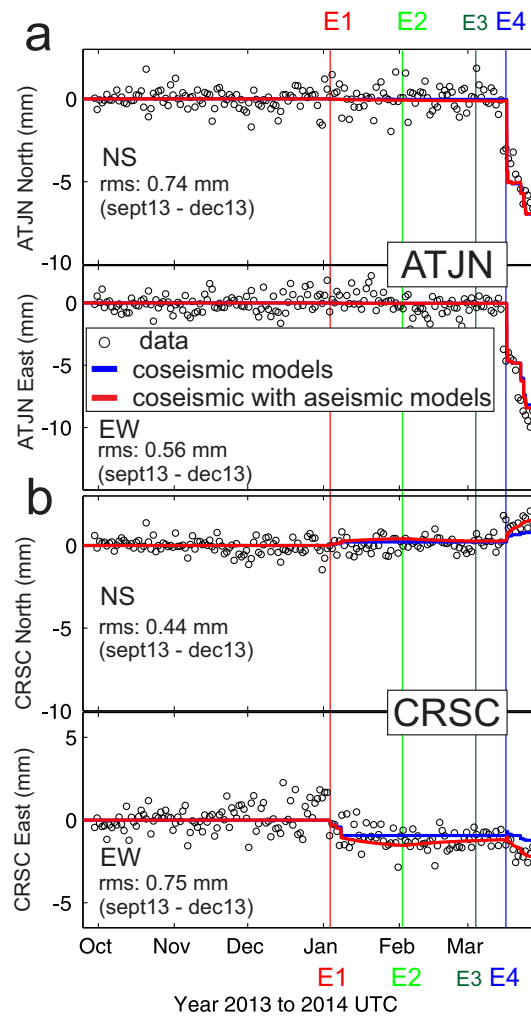 E1 E2 E3 E4
a
0
-5
-10
ATJN North (mm)
NS
rms: 0.74 mm
(sept13 - dec13)
ATJN
0
-5
-10
ATJN East (mm)
data
coseismic models
coseismic with aseismic models
EW
rms: 0.56 mm
(sept13 - dec13)
b
0
-5
-10
CRSC North (mm)
NS
rms: 0.44 mm
(sept13 - dec13)
CRSC
5
0
-5
CRSC East (mm)
EW
rms: 0.75 mm
(sept13 - dec13)
Oct Nov Dec Jan Feb Mar
E1 E2 E3 E4
Year 2013 to 2014 UTC